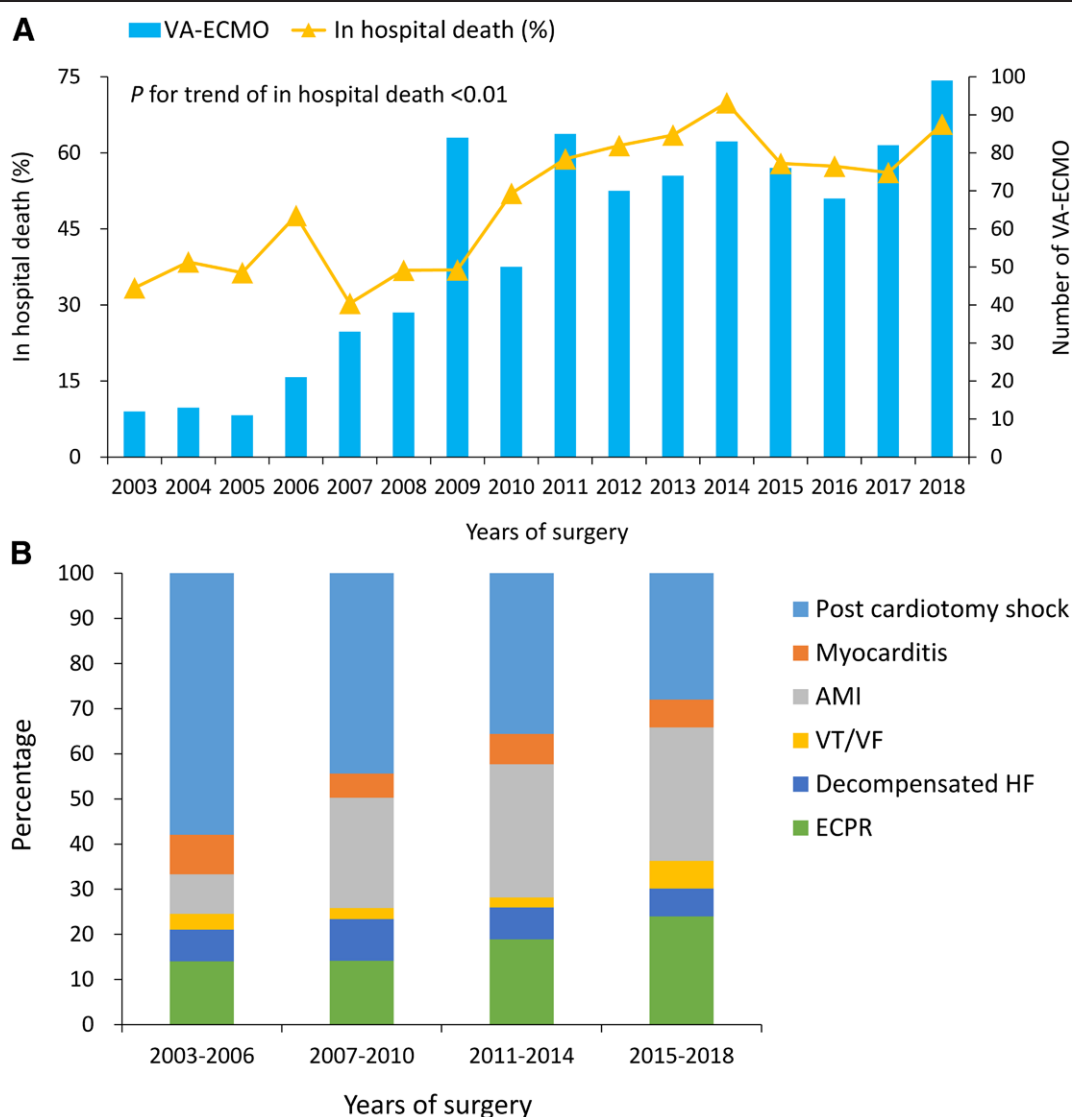 A
VA-ECMO
In hospital death (%)
P for trend of in hospital death <0.01
In hospital death (%)
75
60
45
30
15
0
100
90
80
70
60
50
40
30
20
10
0
Number of VA-ECMO
2003 2004 2005 2006 2007 2008 2009 2010 2011 2012 2013 2014 2015 2016 2017 2018
Years of surgery
B
Percentage
100
90
80
70
60
50
40
30
20
10
0
2003-2006 2007-2010 2011-2014 2015-2018
Years of surgery
Post cardiotomy shock
Myocarditis
AMI
VT/VF
Decompensated HF
ECPR